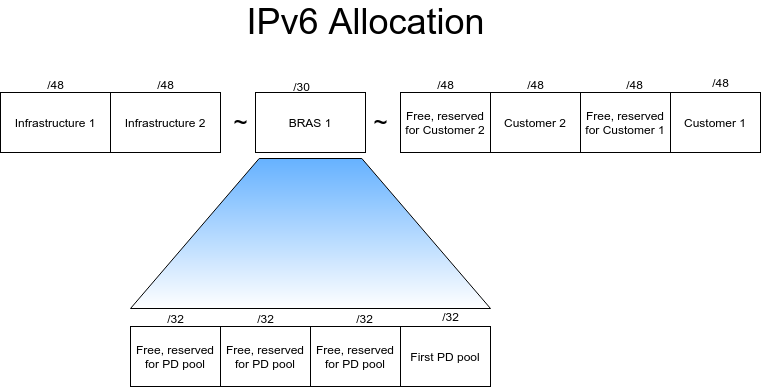 IPv6 Allocation
/48
/48
/30
/48
/48
/48
/48
Infrastructure 1
Infrastructure 2
~
BRAS 1
~
Free, reserved
for Customer 2
Customer 2
Free, reserved
for Customer 1
Customer 1
/32
/32
/32
/32
Free, reserved
for PD pool
Free, reserved
for PD pool
Free, reserved
for PD pool
First PD pool